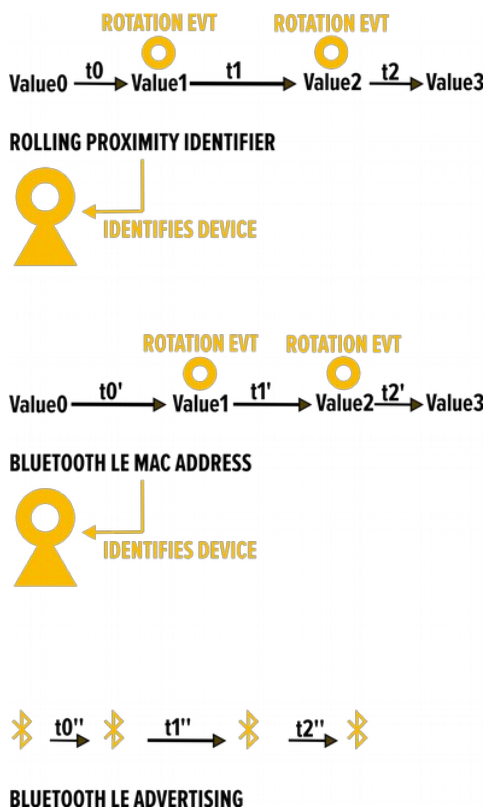 ROTATION EVT ROTATION EVT
Value0 t0 Value1 t1 Value2 t2 Value3
ROLLING PROXIMITY IDENTIFIER
IDENTIFIES DEVICE
ROTATION EVT ROTATION EVT
Value0 t0' Value1 t1' Value2 t2' Value3
BLUETOOTH LE MAC ADDRESS
IDENTIFIES DEVICE
t0'' t1'' t2''
BLUETOOTH LE ADVERTISING